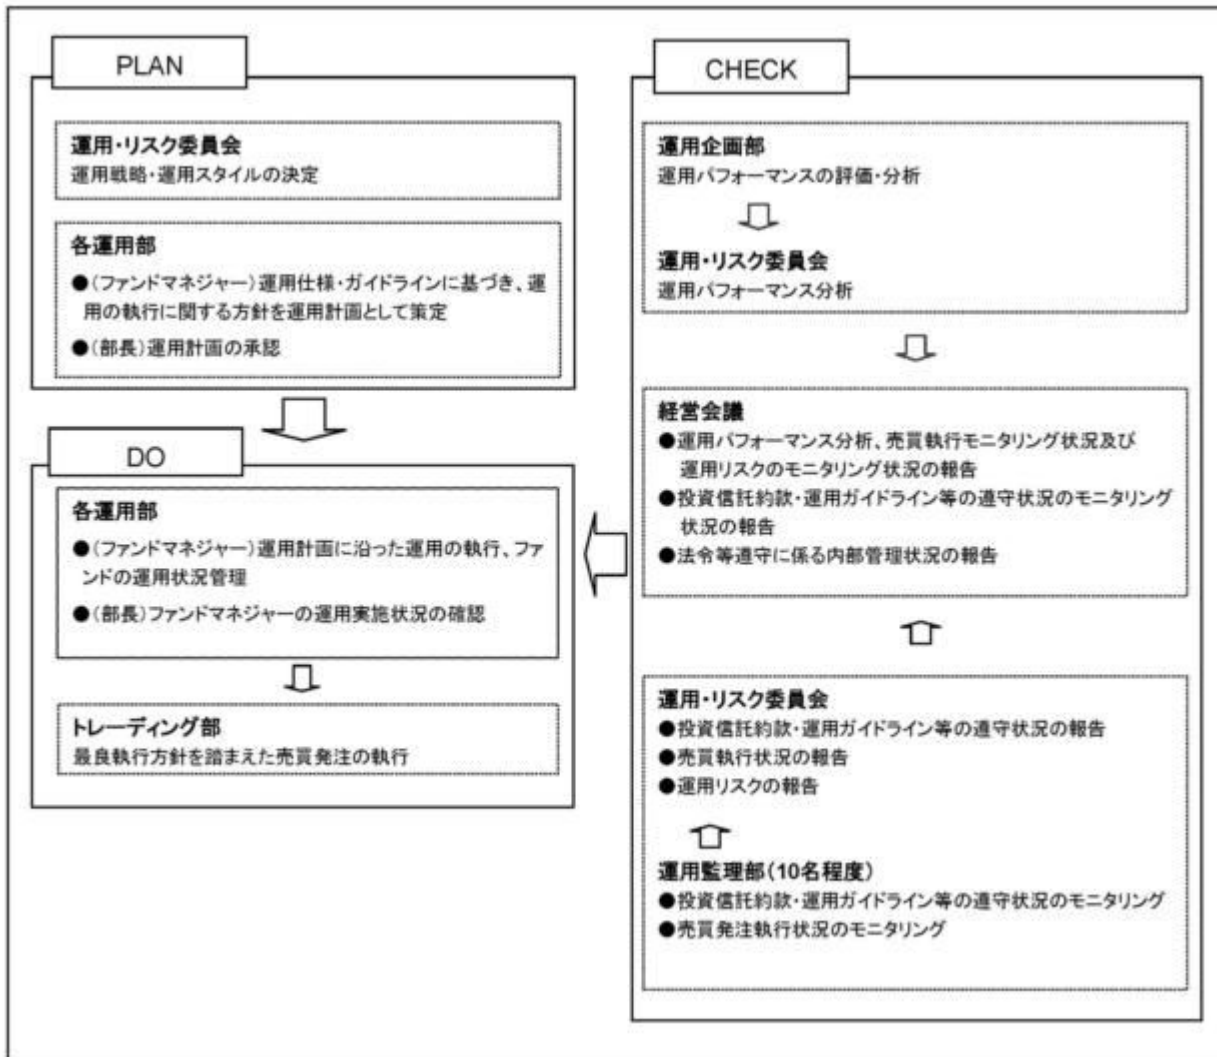 PLAN
運用・リスク委員会
運用戦略・運用スタイルの決定
各運用部
●(ファンドマネジャー)運用仕様・ガイドラインに基づき、運
用の執行に関する方針を運用計画として策定
●(部長)運用計画の承認
DO
各運用部
●(ファンドマネジャー)運用計画に沿った運用の執行、ファ
ンドの運用状況管理
●(部長)ファンドマネジャーの運用実施状況の確認
トレーディング部
最良執行方針を踏まえた売買発注の執行
CHECK
運用企画部
運用パフォーマンスの評価・分析
運用・リスク委員会
運用パフォーマンス分析
経営会議
●運用パフォーマンス分析、売買執行モニタリング状況及び
運用リスクのモニタリング状況の報告
●投資信託約款・運用ガイドライン等の遵守状況のモニタリング
状況の報告
●法令等遵守に係る内部管理状況の報告
運用・リスク委員会
●投資信託約款・運用ガイドライン等の遵守状況の報告
●売買執行状況の報告
●運用リスクの報告
運用監理部(10名程度)
●投資信託約款・運用ガイドライン等の遵守状況のモニタリング
●売買発注執行状況のモニタリング